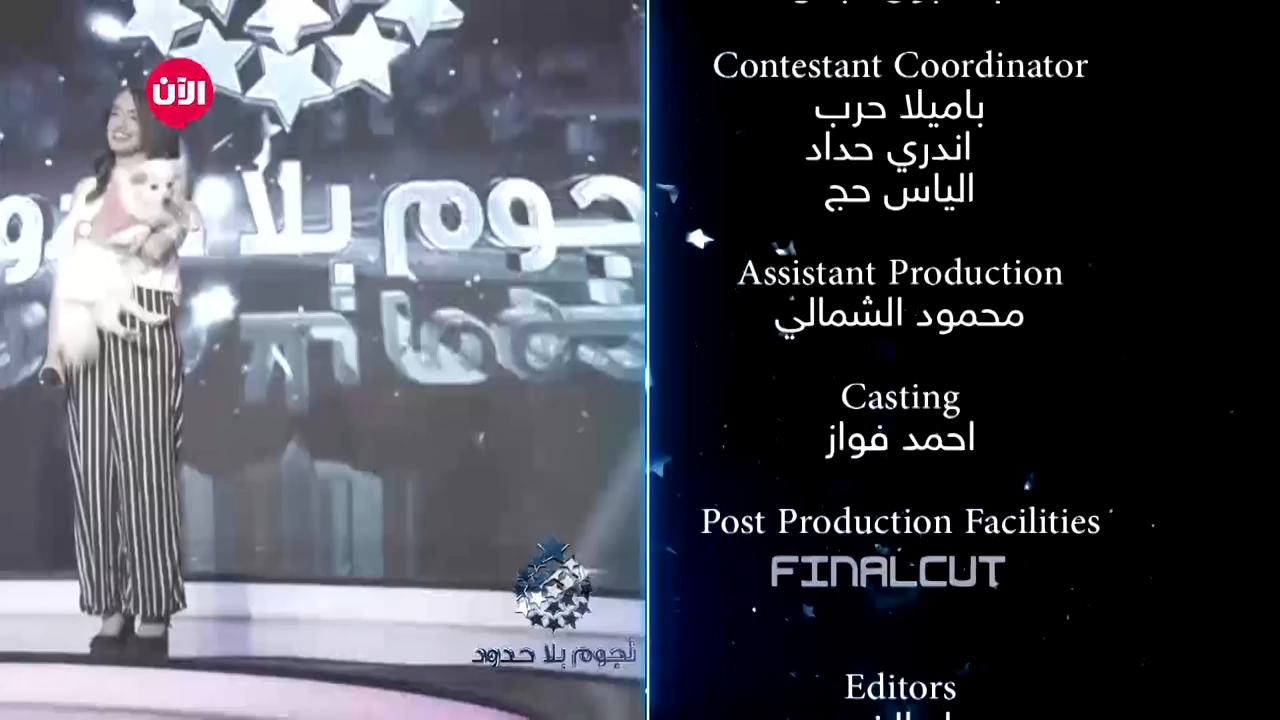 الآن
نجوم بلا حدود
Contestant Coordinator
باميلا حرب
اندري حداد
الياس حج
Assistant Production
محمود الشمالي
Casting
احمد فواز
Post Production Facilities
FINALCUT
Editors